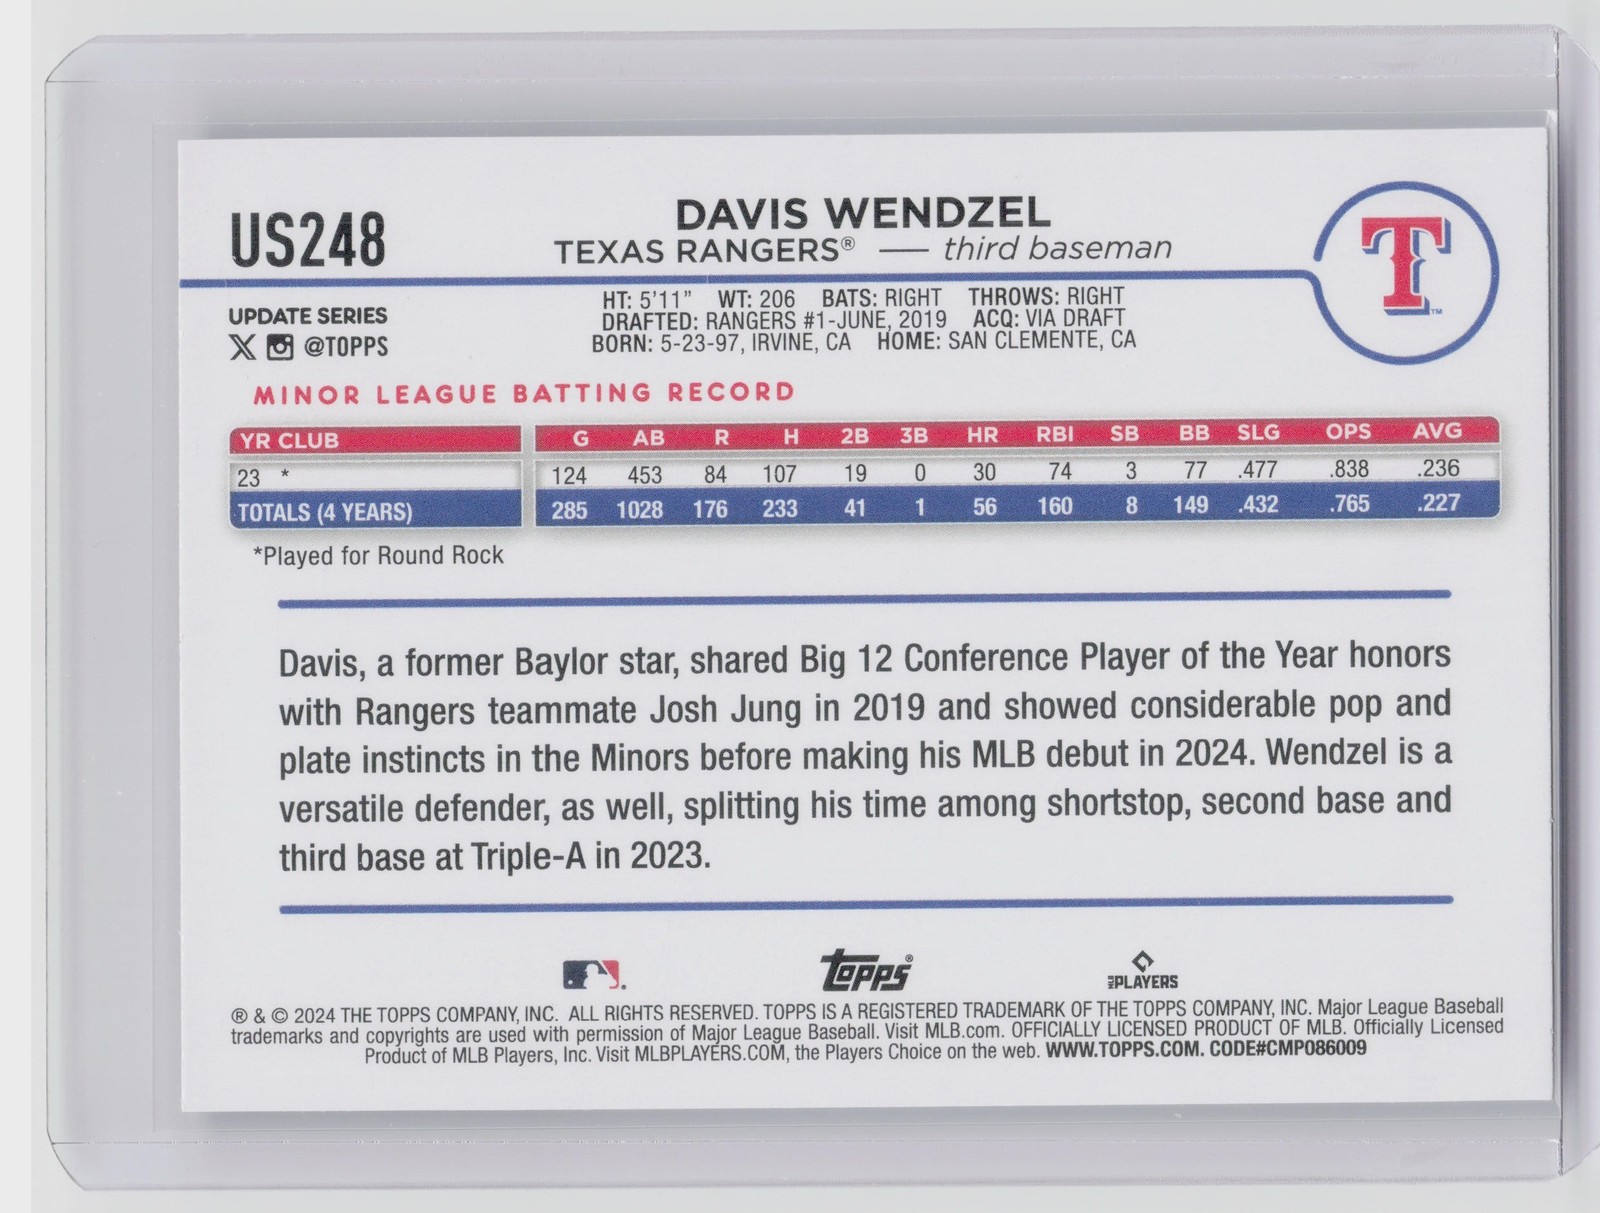 US248
DAVIS WENDZEL
TEXAS RANGERS® — third baseman
T™
UPDATE SERIES
X @TOPPS
HT: 5'11" WT: 206 BATS: RIGHT THROWS: RIGHT
DRAFTED: RANGERS #1-JUNE, 2019 ACQ: VIA DRAFT
BORN: 5-23-97, IRVINE, CA HOME: SAN CLEMENTE, CA
MINOR LEAGUE BATTING RECORD
YR CLUB G AB R H 2B 3B HR RBI SB BB SLG OPS AVG
23 * 124 453 84 107 19 0 30 74 3 77 .477 .838 .236
TOTALS (4 YEARS) 285 1028 176 233 41 1 56 160 8 149 .432 .765 .227
*Played for Round Rock
Davis, a former Baylor star, shared Big 12 Conference Player of the Year honors
with Rangers teammate Josh Jung in 2019 and showed considerable pop and
plate instincts in the Minors before making his MLB debut in 2024. Wendzel is a
versatile defender, as well, splitting his time among shortstop, second base and
third base at Triple-A in 2023.
topps®
MLB PLAYERS
® & © 2024 THE TOPPS COMPANY, INC. ALL RIGHTS RESERVED. TOPPS IS A REGISTERED TRADEMARK OF THE TOPPS COMPANY, INC. Major League Baseball
trademarks and copyrights are used with permission of Major League Baseball. Visit MLB.com. OFFICIALLY LICENSED PRODUCT OF MLB. Officially Licensed
Product of MLB Players, Inc. Visit MLBPLAYERS.COM, the Players Choice on the web. WWW.TOPPS.COM. CODE#CMP086009